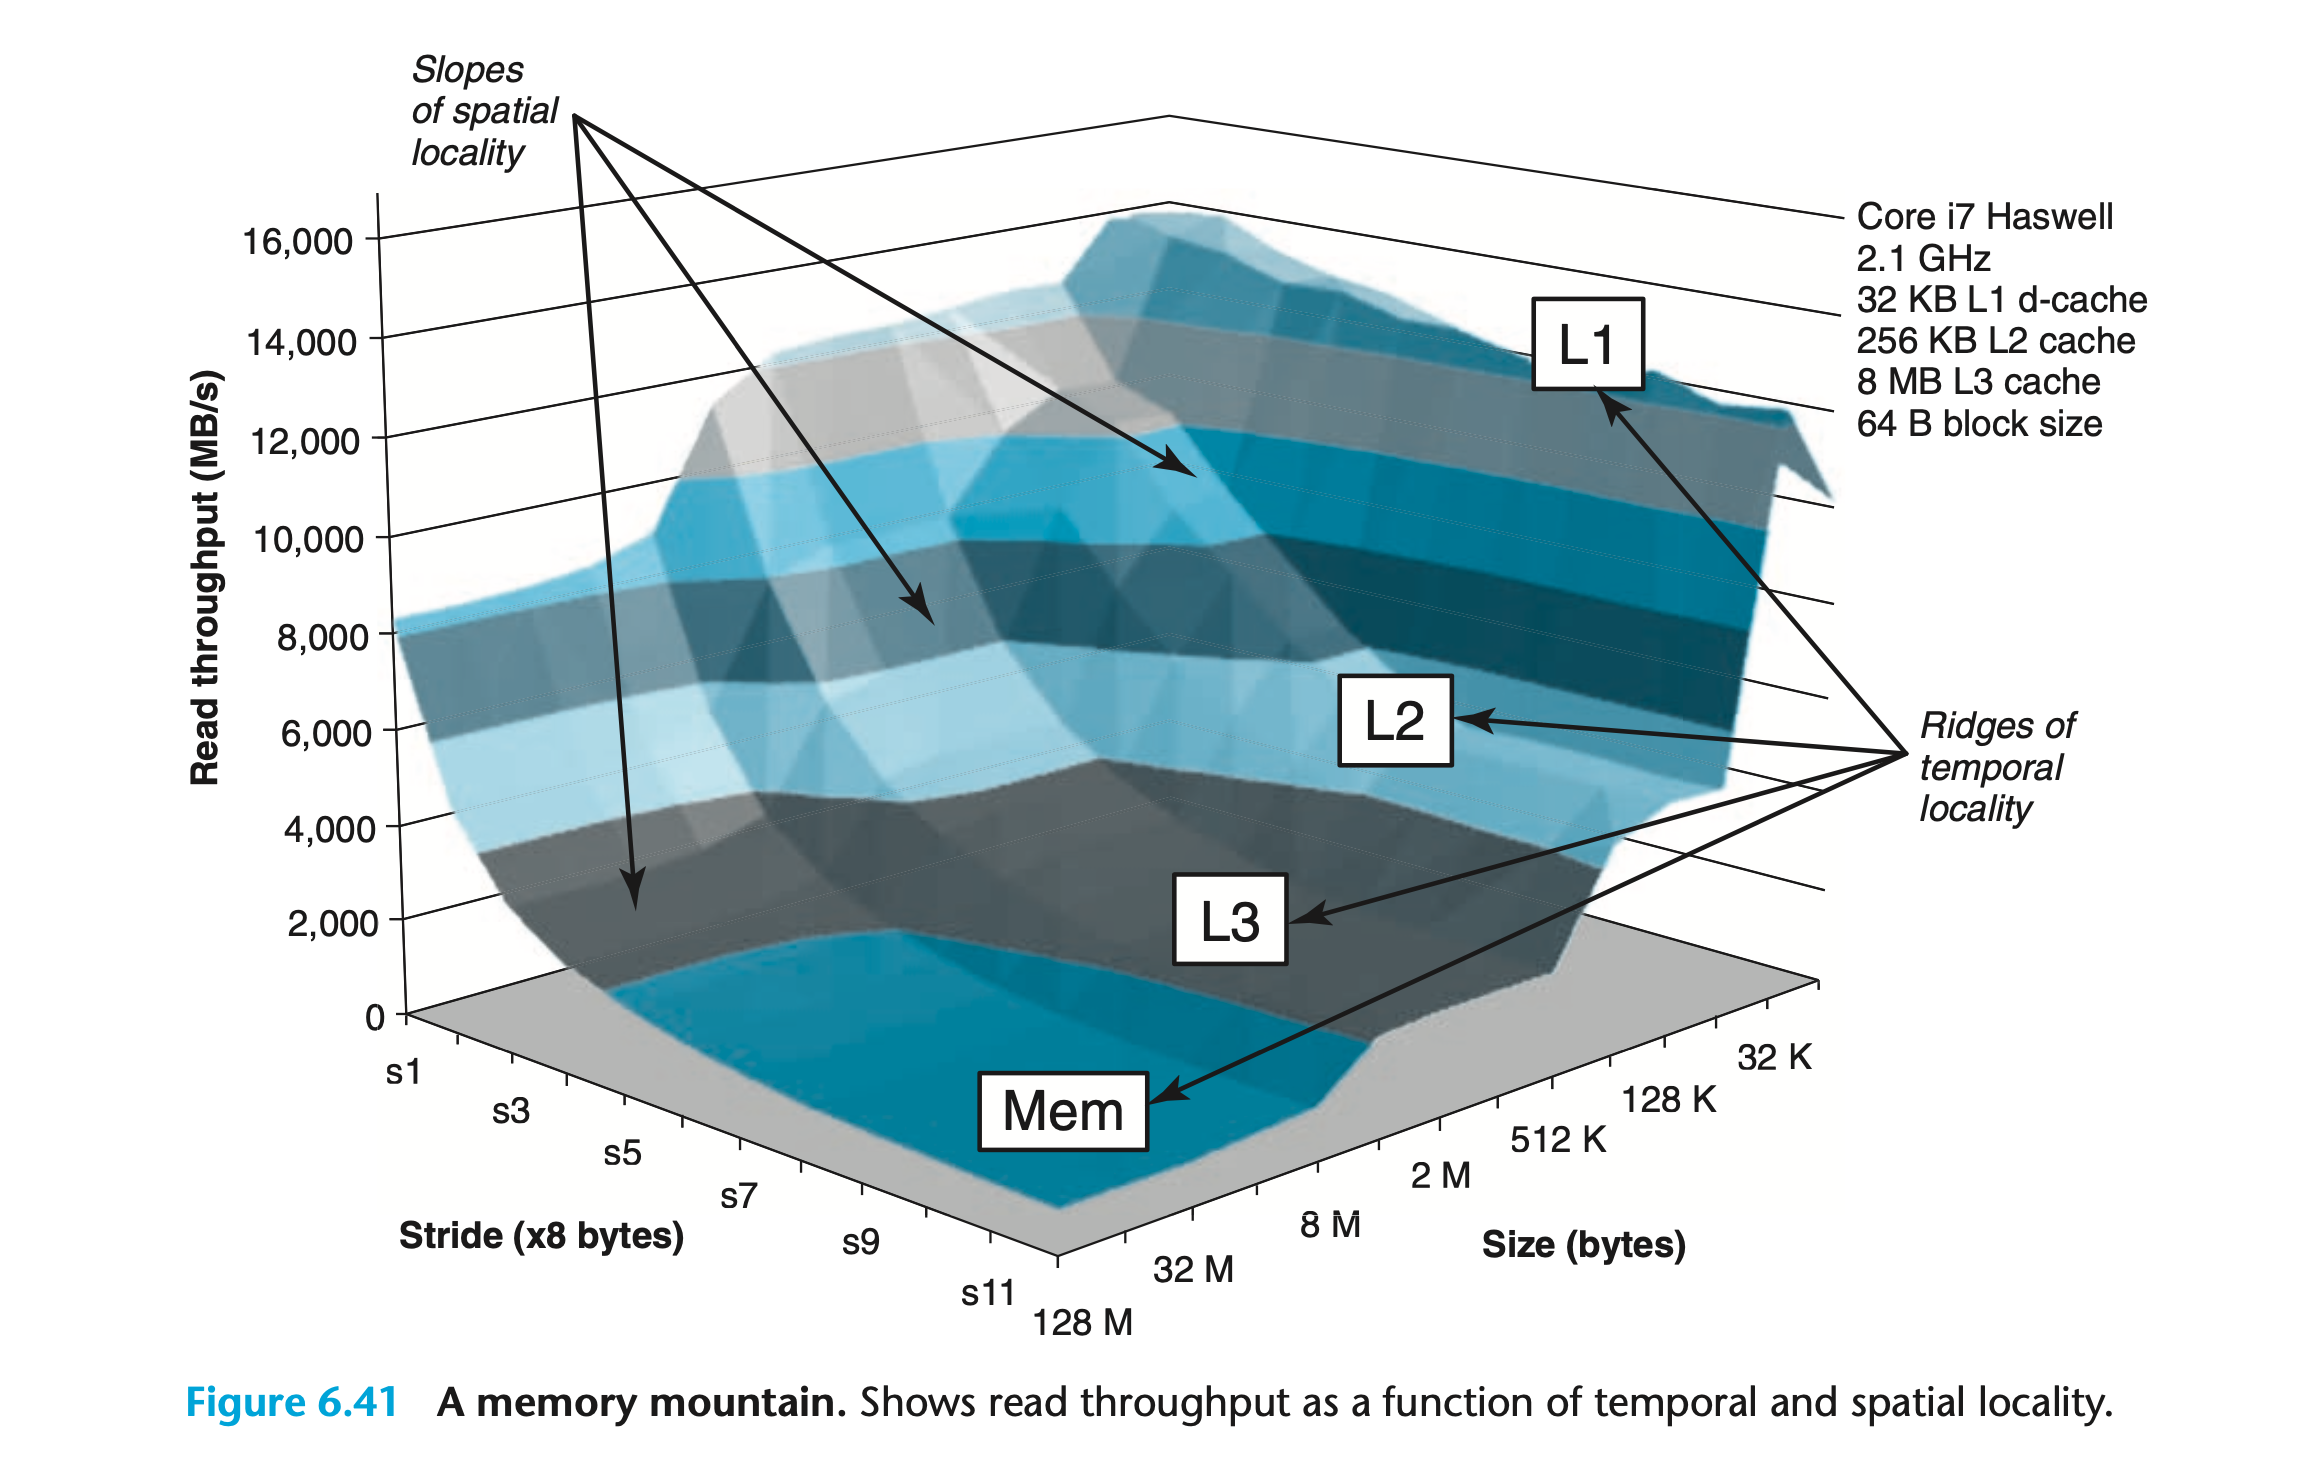 Slopes
of spatial
locality
16,000
14,000
12,000
10,000
8,000
6,000
4,000
2,000
0
Read throughput (MB/s)
Core i7 Haswell
2.1 GHz
32 KB L1 d-cache
256 KB L2 cache
8 MB L3 cache
64 B block size
L1
L2
L3
Mem
Ridges of
temporal
locality
s1
s3
s5
s7
s9
s11
Stride (x8 bytes)
128 M
32 M
8 M
2 M
512 K
128 K
32 K
Size (bytes)
Figure 6.41 A memory mountain. Shows read throughput as a function of temporal and spatial locality.